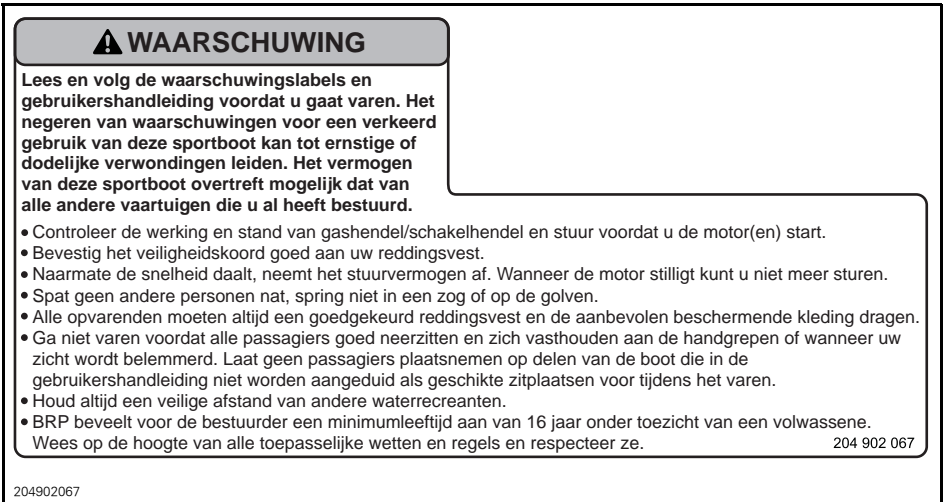 WAARSCHUWING
Lees en volg de waarschuwingslabels en
gebruikershandleiding voordat u gaat varen. Het
negeren van waarschuwingen voor een verkeerd
gebruik van deze sportboot kan tot ernstige of
dodelijke verwondingen leiden. Het vermogen
van deze sportboot overtreft mogelijk dat van
alle andere vaartuigen die u al heeft bestuurd.
• Controleer de werking en stand van gashendel/schakelhendel en stuur voordat u de motor(en) start.
• Bevestig het veiligheidskoord goed aan uw reddingsvest.
• Naarmate de snelheid daalt, neemt het stuurvermogen af. Wanneer de motor stilligt kunt u niet meer sturen.
• Spat geen andere personen nat, spring niet in een zog of op de golven.
• Alle opvarenden moeten altijd een goedgekeurd reddingsvest en de aanbevolen beschermende kleding dragen.
• Ga niet varen voordat alle passagiers goed neerzitten en zich vasthouden aan de handgrepen of wanneer uw
zicht wordt belemmerd. Laat geen passagiers plaatsnemen op delen van de boot die in de
gebruikershandleiding niet worden aangeduid als geschikte zitplaatsen voor tijdens het varen.
• Houd altijd een veilige afstand van andere waterrecreanten.
• BRP beveelt voor de bestuurder een minimumleeftijd aan van 16 jaar onder toezicht van een volwassene.
Wees op de hoogte van alle toepasselijke wetten en regels en respecteer ze. 204 902 067
204902067